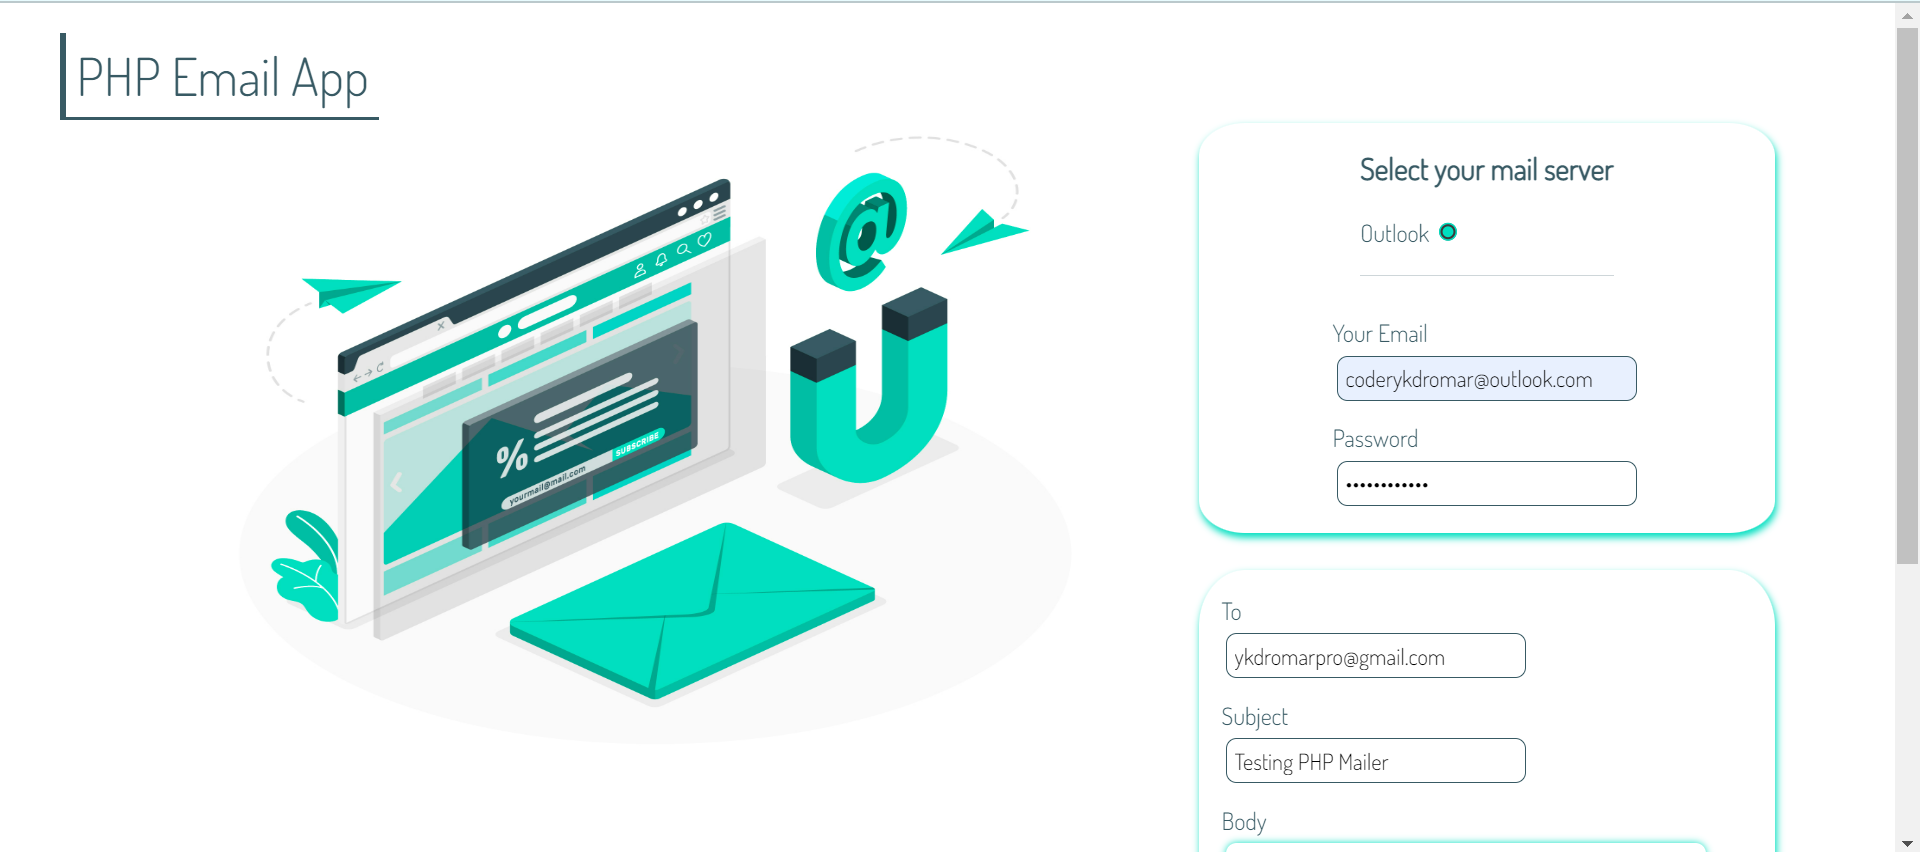 PHP Email App
Select your mail server
Outlook
Your Email
coderykdromar@outlook.com
Password
••••••••••••
To
ykdromarpro@gmail.com
Subject
Testing PHP Mailer
Body
@
%
SUBSCRIBE
yourmail@mail.com